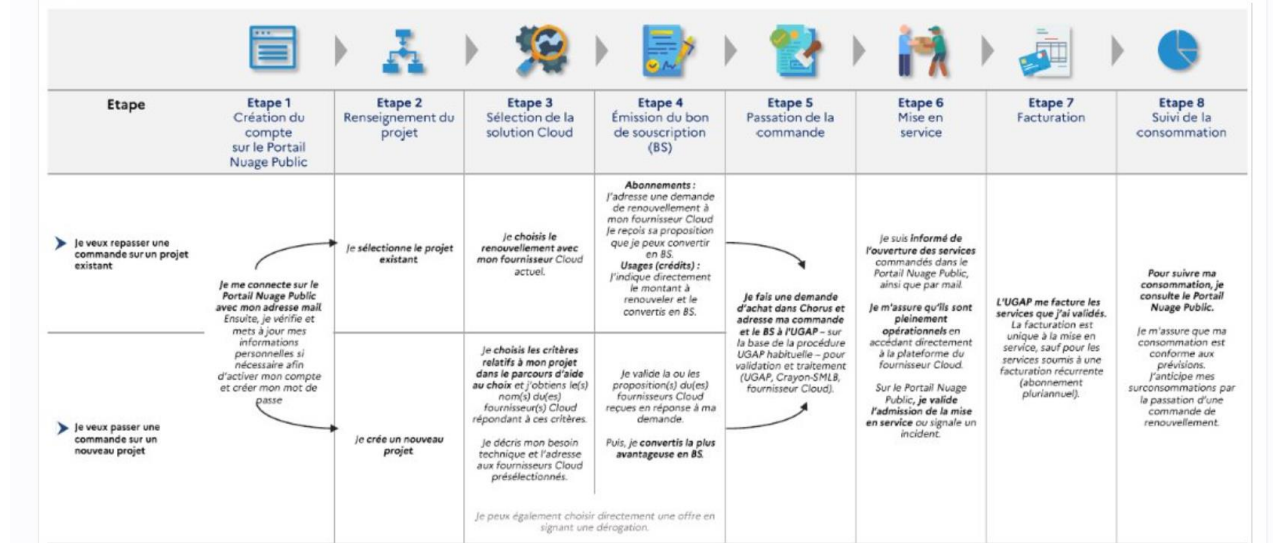 Etape
Etape 1
Création du
compte
sur le Portail
Nuage Public
Etape 2
Renseignement du
projet
Etape 3
Sélection de la
solution Cloud
Etape 4
Émission du bon
de souscription
(BS)
Etape 5
Passation de la
commande
Etape 6
Mise en
service
Etape 7
Facturation
Etape 8
Suivi de la
consommation
Je veux repasser une
commande sur un projet
existant
Je veux passer une
commande sur un
nouveau projet
Je me connecte sur le
Portail Nuage Public
avec mon adresse mail.
Ensuite, je vérifie et
mets à jour mes
informations
personnelles si
nécessaire afin
d'activer mon compte
et créer mon mot de
passe
Je sélectionne le projet
existant
Je crée un nouveau
projet
Je choisis le
renouvellement avec
mon fournisseur Cloud
actuel.
Je choisis les critères
relatifs à mon projet
dans le parcours d'aide
au choix et j'obtiens le(s)
nom(s) du(es)
fournisseur(s) Cloud
répondant à ces critères.
Je décris mon besoin
technique et l'adresse
aux fournisseurs Cloud
présélectionnés.
Abonnements :
J'adresse une demande
de renouvellement à
mon fournisseur Cloud
Je reçois sa proposition
que je peux convertir
en BS.
Usages (crédits) :
J'indique directement
le montant à
renouveler et le
convertis en BS.
Je valide la ou les
proposition(s) du(es)
fournisseurs Cloud
reçues en réponse à ma
demande.
Puis, je convertis la plus
avantageuse en BS.
Je peux également choisir directement une offre en
signant une dérogation.
Je fais une demande
d'achat dans Chorus et
adresse ma commande
et le BS à l'UGAP – sur
la base de la procédure
UGAP habituelle – pour
validation et traitement
(UGAP, Crayon-SMLB,
fournisseur Cloud).
Je suis informé de
l'ouverture des services
commandés dans le
Portail Nuage Public,
ainsi que par mail.
Je m'assure qu'ils sont
pleinement
opérationnels en
accédant directement
à la plateforme du
fournisseur Cloud.
Sur le Portail Nuage
Public, je valide
l'admission de la mise
en service ou signale un
incident.
L'UGAP me facture les
services que j'ai validés.
La facturation est
unique à la mise en
service, sauf pour les
services soumis à une
facturation récurrente
(abonnement
pluriannuel).
Pour suivre ma
consommation, je
consulte le Portail
Nuage Public.
Je m'assure que ma
consommation est
conforme aux
prévisions.
J'anticipe mes
surconsommations par
la passation d'une
commande de
renouvellement.